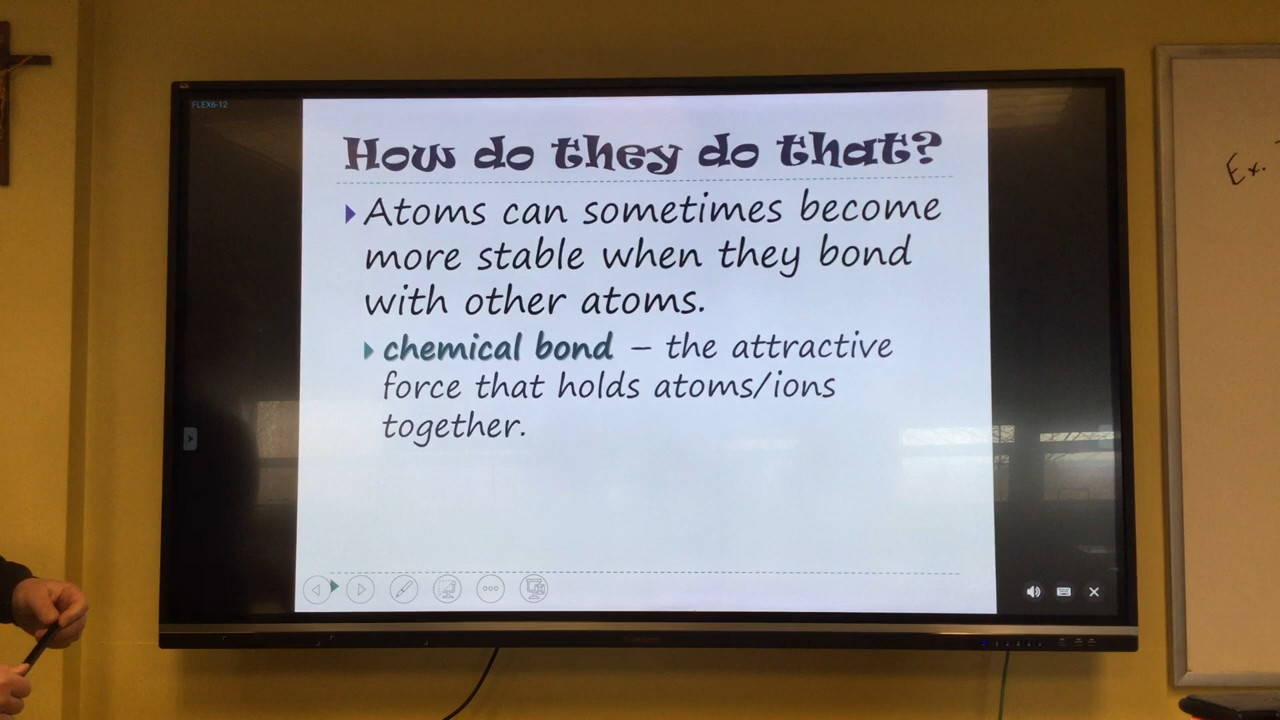 FLEX6-12
How do they do that?
Atoms can sometimes become
more stable when they bond
with other atoms.
chemical bond – the attractive
force that holds atoms/ions
together.
Ex.